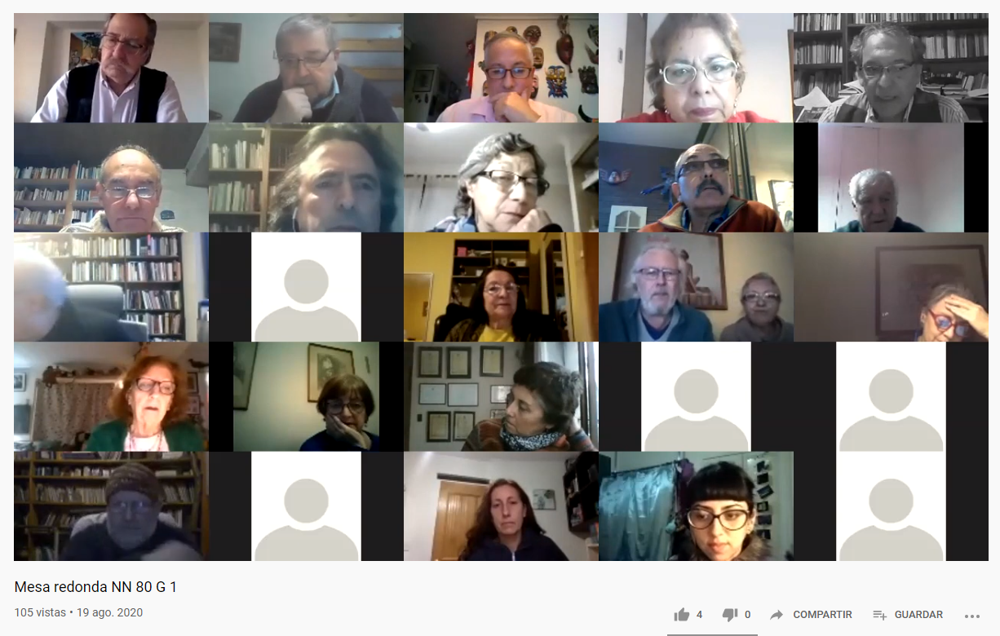 Mesa redonda NN 80 G 1
105 vistas • 19 ago. 2020
4 0 COMPARTIR GUARDAR